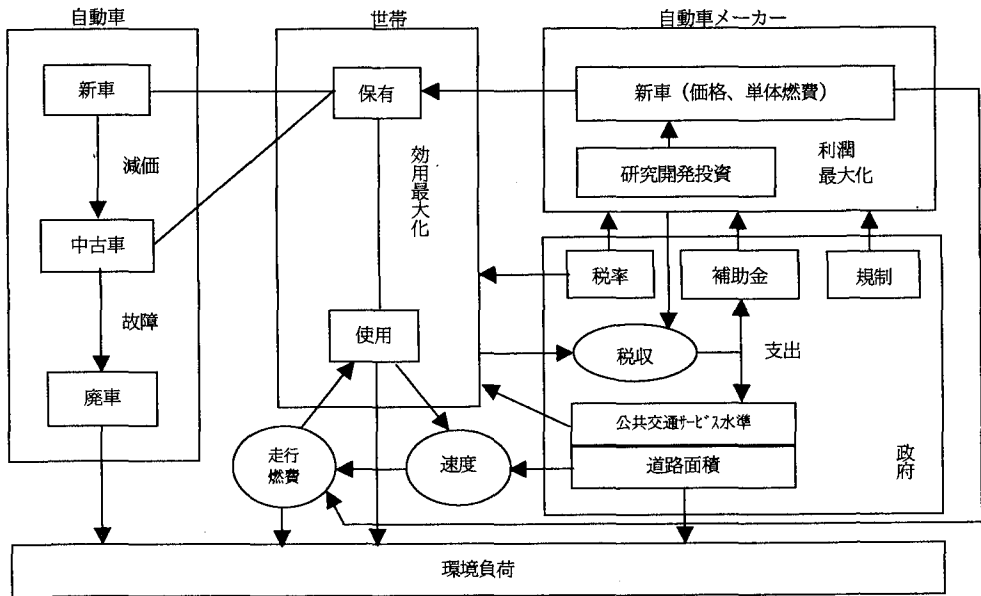 自動車
新車
減価
中古車
故障
廃車
世帯
保有
効用最大化
使用
走行
燃費
速度
自動車メーカー
新車（価格、単体燃費）
研究開発投資
利潤
最大化
税率
補助金
規制
税収
支出
公共交通ｻｰﾋﾞｽ水準
道路面積
政府
環境負荷